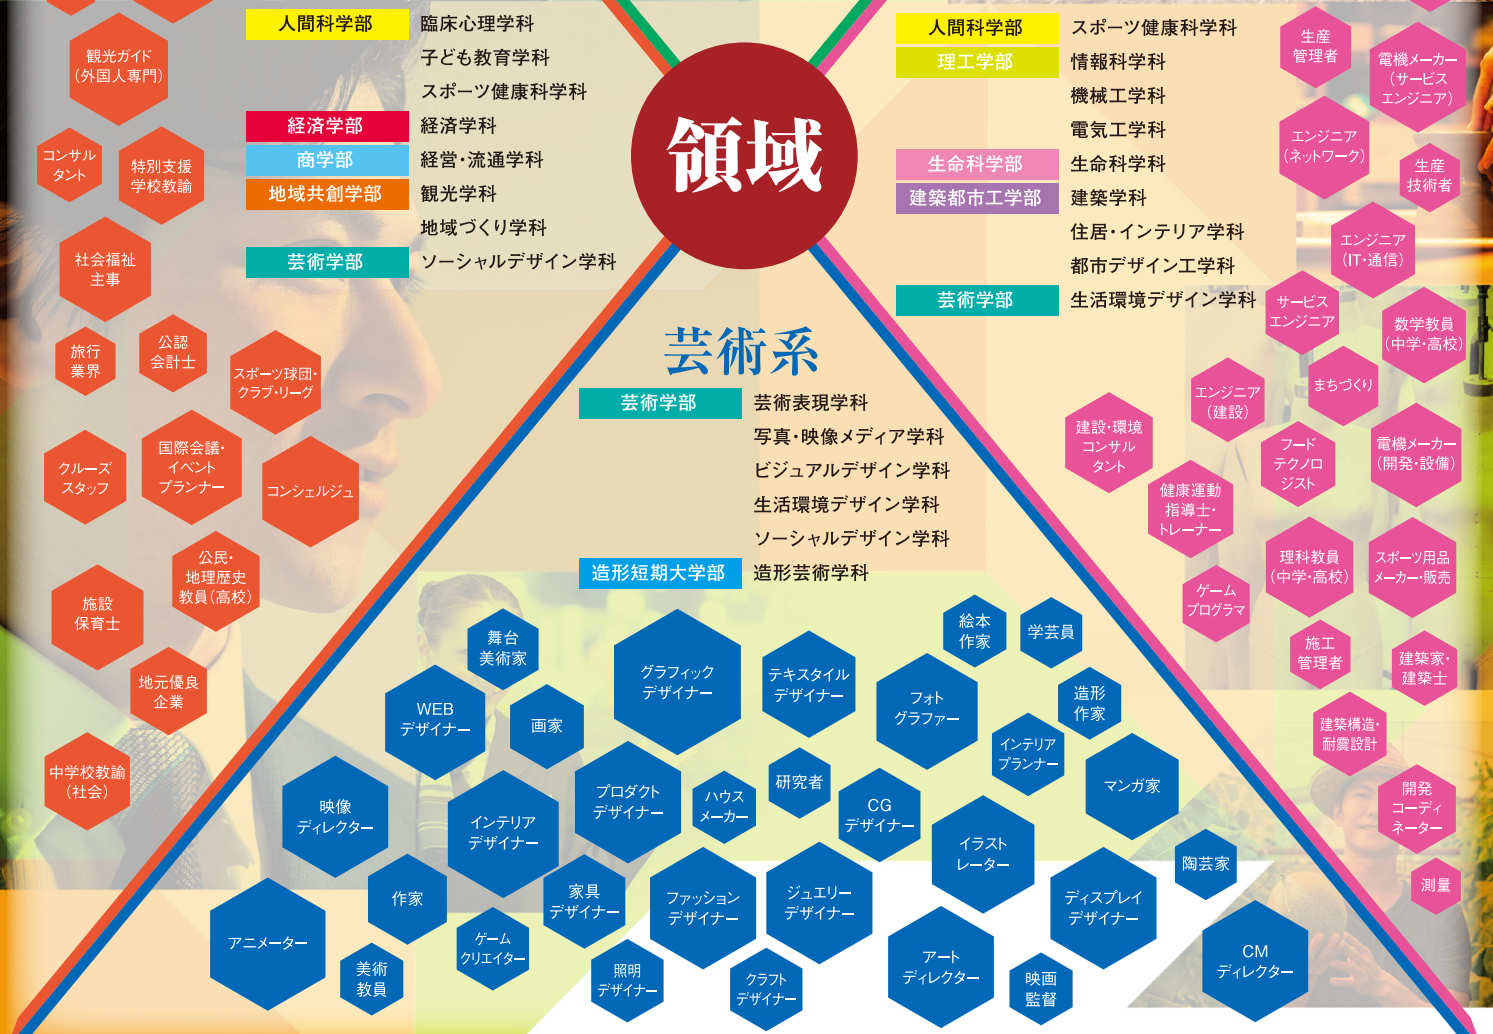 人間科学部 臨床心理学科
子ども教育学科
スポーツ健康科学科
経済学部 経済学科
商学部 経営・流通学科
地域共創学部 観光学科
地域づくり学科
芸術学部 ソーシャルデザイン学科
領域
人間科学部 スポーツ健康科学科
理工学部 情報科学科
機械工学科
電気工学科
生命科学部 生命科学科
建築都市工学部 建築学科
住居・インテリア学科
都市デザイン工学科
芸術学部 生活環境デザイン学科
芸術系
芸術学部 芸術表現学科
写真・映像メディア学科
ビジュアルデザイン学科
生活環境デザイン学科
ソーシャルデザイン学科
造形短期大学部 造形芸術学科
観光ガイド
(外国人専門)
コンサル
タント
特別支援
学校教諭
社会福祉
主事
旅行
業界
公認
会計士
スポーツ球団・
クラブ・リーグ
クルーズ
スタッフ
国際会議・
イベント
プランナー
コンシェルジュ
公民・
地理歴史
教員(高校)
施設
保育士
地元優良
企業
中学校教諭
(社会)
生産
管理者
電機メーカー
(サービス
エンジニア)
エンジニア
(ネットワーク)
生産
技術者
エンジニア
(IT・通信)
サービス
エンジニア
数学教員
(中学・高校)
まちづくり
エンジニア
(建設)
建設・環境
コンサル
タント
フード
テクノロ
ジスト
電機メーカー
(開発・設備)
健康運動
指導士・
トレーナー
理科教員
(中学・高校)
スポーツ用品
メーカー・販売
ゲーム
プログラマ
施工
管理者
建築家・
建築士
建築構造・
耐震設計
開発
コーディ
ネーター
測量
舞台
美術家
グラフィック
デザイナー
テキスタイル
デザイナー
絵本
作家
学芸員
WEB
デザイナー
画家
フォト
グラファー
造形
作家
インテリア
プランナー
映像
ディレクター
インテリア
デザイナー
プロダクト
デザイナー
ハウス
メーカー
研究者
CG
デザイナー
マンガ家
イラスト
レーター
陶芸家
作家
家具
デザイナー
ファッション
デザイナー
ジュエリー
デザイナー
ディスプレイ
デザイナー
アニメーター
ゲーム
クリエイター
美術
教員
照明
デザイナー
クラフト
デザイナー
アート
ディレクター
映画
監督
CM
ディレクター